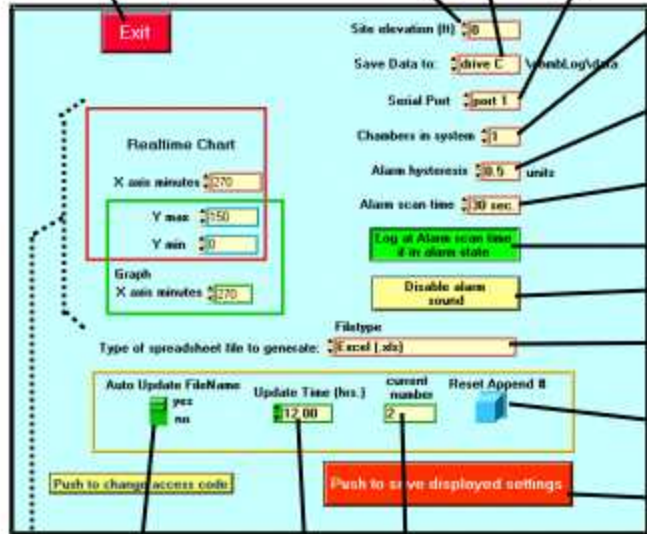 Exit
Site elevation (ft) 0
Save Data to: drive C
Serial Port port 1
Chambers in system 1
Alarm hysteresis 0.5 units
Alarm scan time 30 sec.
Log at Alarm scan time
if in alarm state
Disable alarm
sound
Realtime Chart
X axis minutes 270
Y max 150
Y min 0
Graph
X axis minutes 270
Filetype
Type of spreadsheet file to generate: Excel (.xls)
Auto Update FileName
yes
no
Update Time (hrs.)
12.00
current
number
2
Reset Append #
Push to change access code
Push to save displayed settings